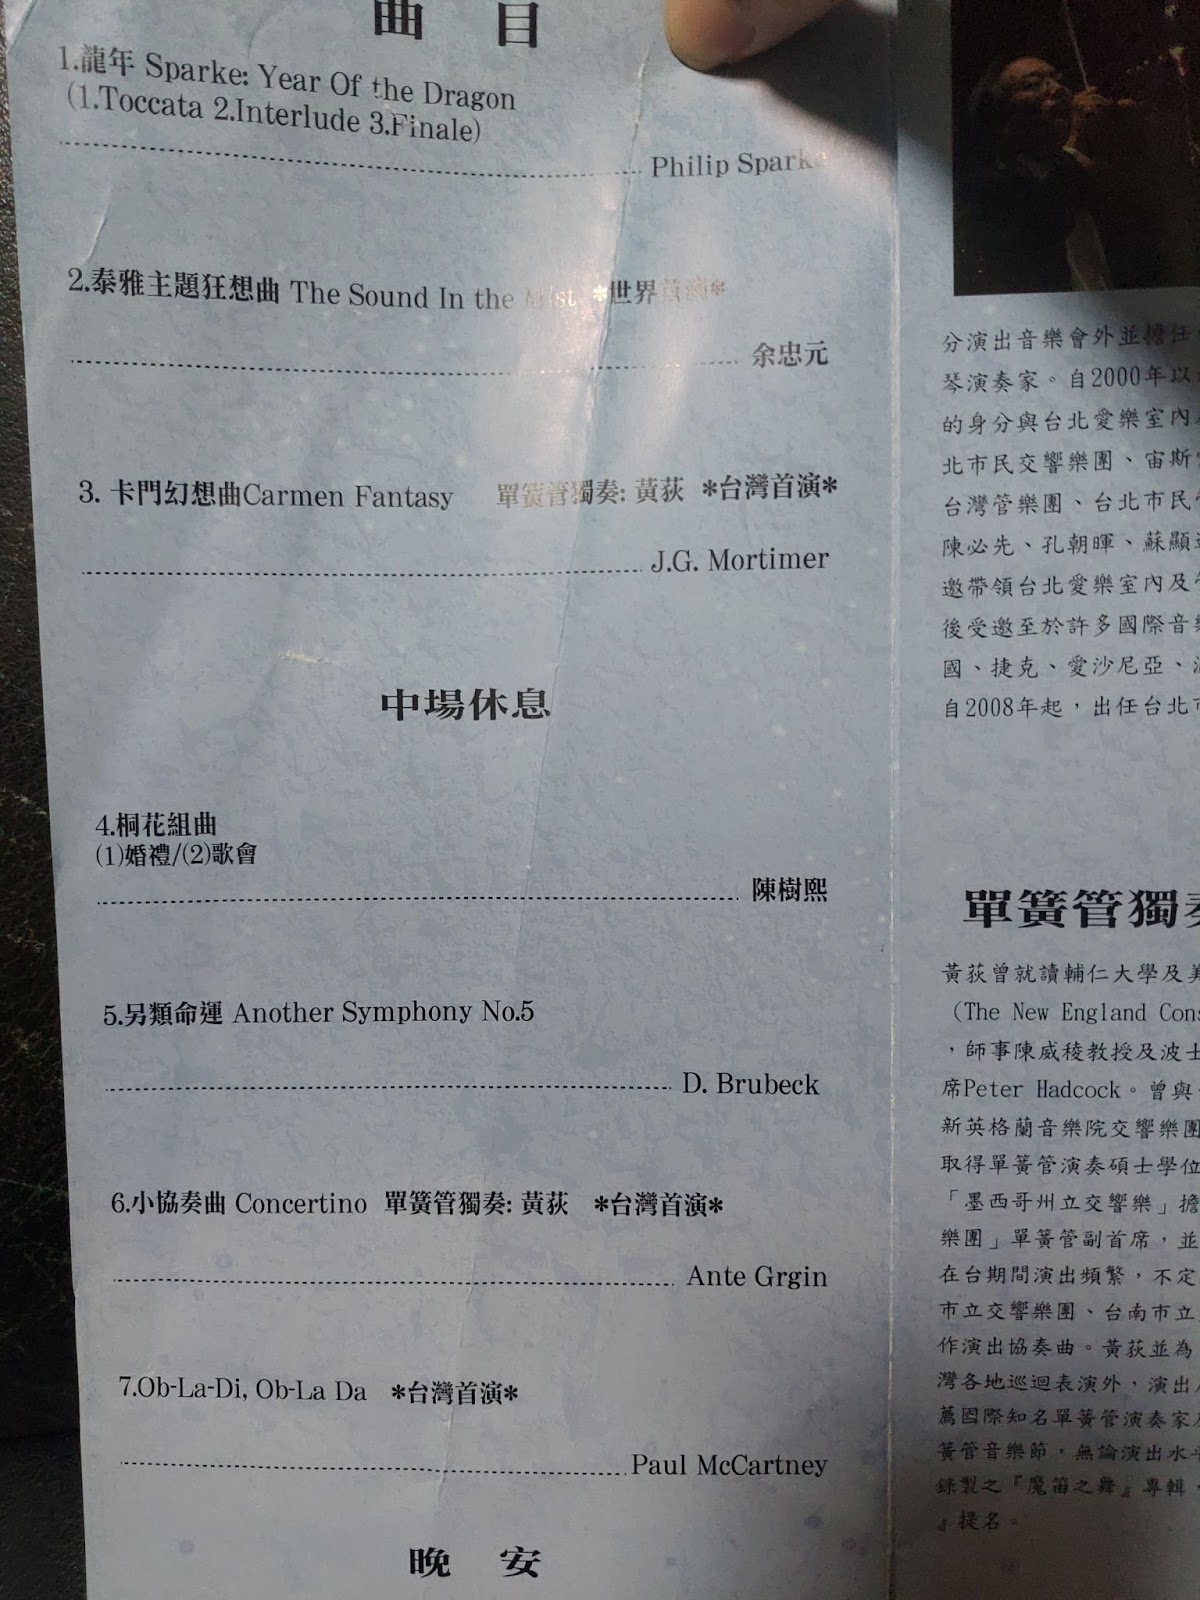 曲 目
1.龍年 Sparke: Year Of the Dragon
(1.Toccata 2.Interlude 3.Finale)
Philip Sparke
2.泰雅主題狂想曲 The Sound In the Mist *世界首演*
余忠元
3. 卡門幻想曲Carmen Fantasy 單簧管獨奏: 黃荻 *台灣首演*
J.G. Mortimer
中場休息
4.桐花組曲
(1)婚禮/(2)歌會
陳樹熙
5.另類命運 Another Symphony No.5
D. Brubeck
6.小協奏曲 Concertino 單簧管獨奏: 黃荻 *台灣首演*
Ante Grgin
7.Ob-La-Di, Ob-La Da *台灣首演*
Paul McCartney
晚 安
分演出音樂會外並擔任
琴演奏家。自2000年以
的身分與台北愛樂室內
北市民交響樂團、宙斯
台灣管樂團、台北市民
陳必先、孔朝暉、蘇顯
邀帶領台北愛樂室內及
後受邀至於許多國際音
國、捷克、愛沙尼亞、
自2008年起，出任台北
單簧管獨奏
黃荻曾就讀輔仁大學及美
（The New England Cons
，師事陳威稜教授及波士
席Peter Hadcock。曾與
新英格蘭音樂院交響樂團
取得單簧管演奏碩士學位
「墨西哥州立交響樂」擔
樂團」單簧管副首席，並
在台期間演出頻繁，不定
市立交響樂團、台南市立
作演出協奏曲。黃荻並為
灣各地巡迴表演外，演出
薦國際知名單簧管演奏家
簧管音樂節，無論演出水
錄製之『魔笛之舞』專輯，
』提名。